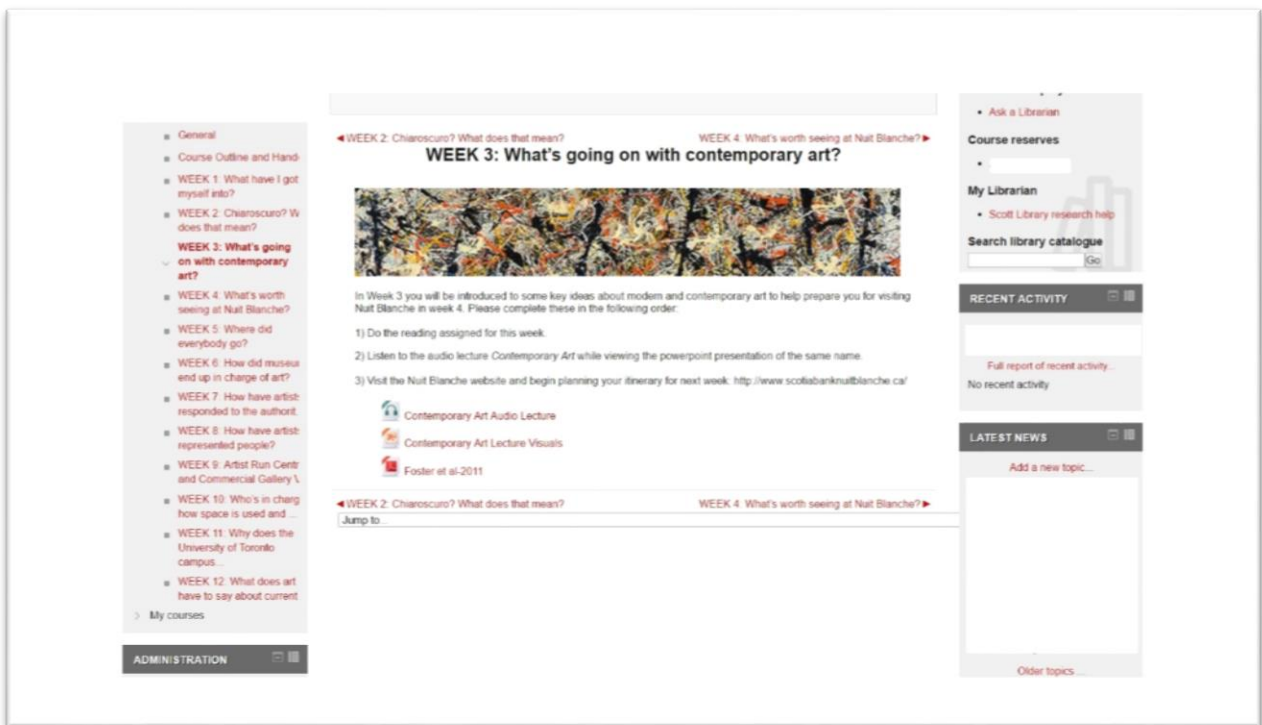 General
Course Outline and Hand-
WEEK 1: What have I got
myself into?
WEEK 2: Chiaroscuro? W
does that mean?
WEEK 3: What's going
on with contemporary
art?
WEEK 4: What's worth
seeing at Nuit Blanche?
WEEK 5: Where did
everybody go?
WEEK 6: How did museu
end up in charge of art?
WEEK 7: How have artist
responded to the authorit
WEEK 8: How have artist
represented people?
WEEK 9: Artist Run Centr
and Commercial Gallery
WEEK 10: Who's in charg
how space is used and ...
WEEK 11: Why does the
University of Toronto
campus...
WEEK 12: What does art
have to say about current
My courses
ADMINISTRATION
WEEK 2: Chiaroscuro? What does that mean?
WEEK 4: What's worth seeing at Nuit Blanche?
WEEK 3: What's going on with contemporary art?
In Week 3 you will be introduced to some key ideas about modern and contemporary art to help prepare you for visiting
Nuit Blanche in week 4. Please complete these in the following order:
1) Do the reading assigned for this week.
2) Listen to the audio lecture Contemporary Art while viewing the powerpoint presentation of the same name.
3) Visit the Nuit Blanche website and begin planning your itinerary for next week: http://www.scotiabanknuitblanche.ca/
Contemporary Art Audio Lecture
Contemporary Art Lecture Visuals
Foster et al-2011
WEEK 2: Chiaroscuro? What does that mean?
WEEK 4: What's worth seeing at Nuit Blanche?
Jump to...
Ask a Librarian
Course reserves
My Librarian
Scott Library research help
Search library catalogue
Go
RECENT ACTIVITY
Full report of recent activity...
No recent activity
LATEST NEWS
Add a new topic...
Older topics ...